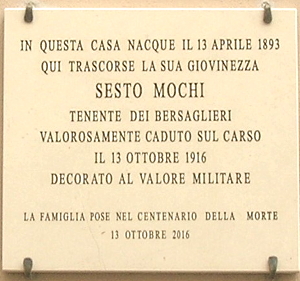 IN QUESTA CASA NACQUE IL 13 APRILE 1893
QUI TRASCORSE LA SUA GIOVINEZZA
SESTO MOCHI
TENENTE DEI BERSAGLIERI
VALOROSAMENTE CADUTO SUL CARSO
IL 13 OTTOBRE 1916
DECORATO AL VALORE MILITARE
LA FAMIGLIA POSE NEL CENTENARIO DELLA MORTE
13 OTTOBRE 2016